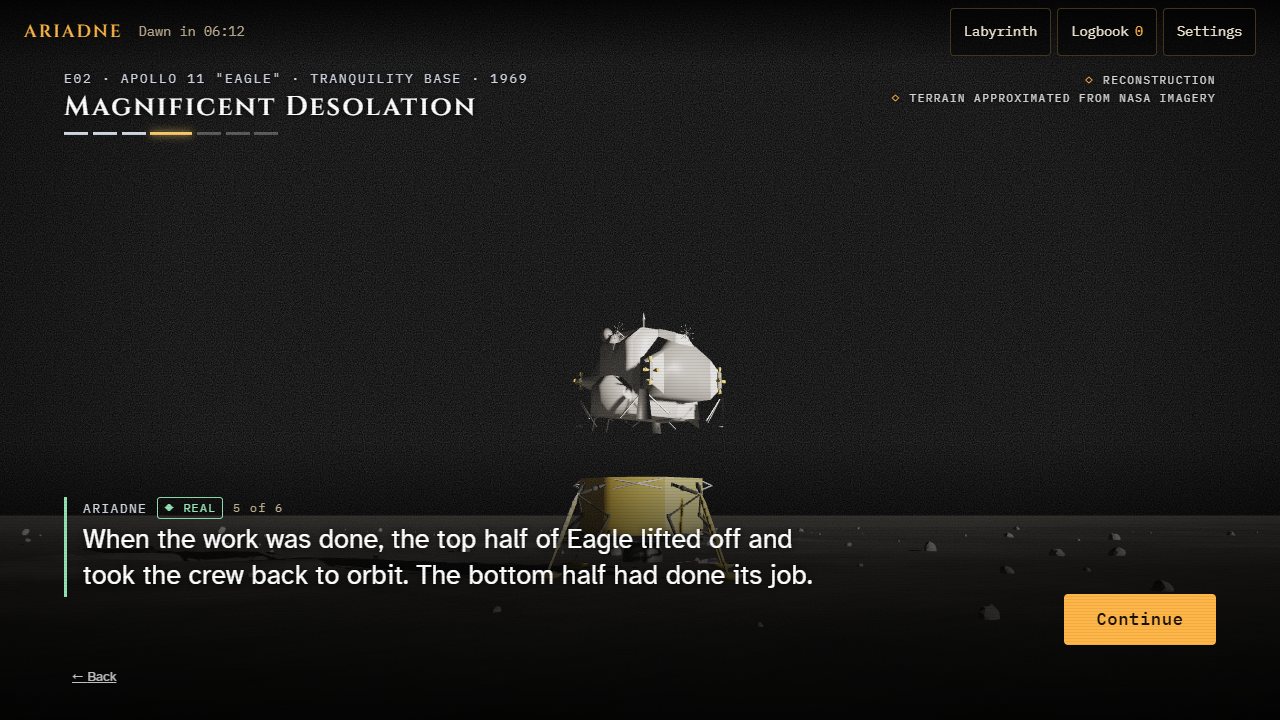 ARIADNE Dawn in 06:12
Labyrinth Logbook 0 Settings
E02 · APOLLO 11 "EAGLE" · TRANQUILITY BASE · 1969
Magnificent Desolation
◇ RECONSTRUCTION
◇ TERRAIN APPROXIMATED FROM NASA IMAGERY
ARIADNE ◆ REAL 5 of 6
When the work was done, the top half of Eagle lifted off and
took the crew back to orbit. The bottom half had done its job.
Continue
← Back